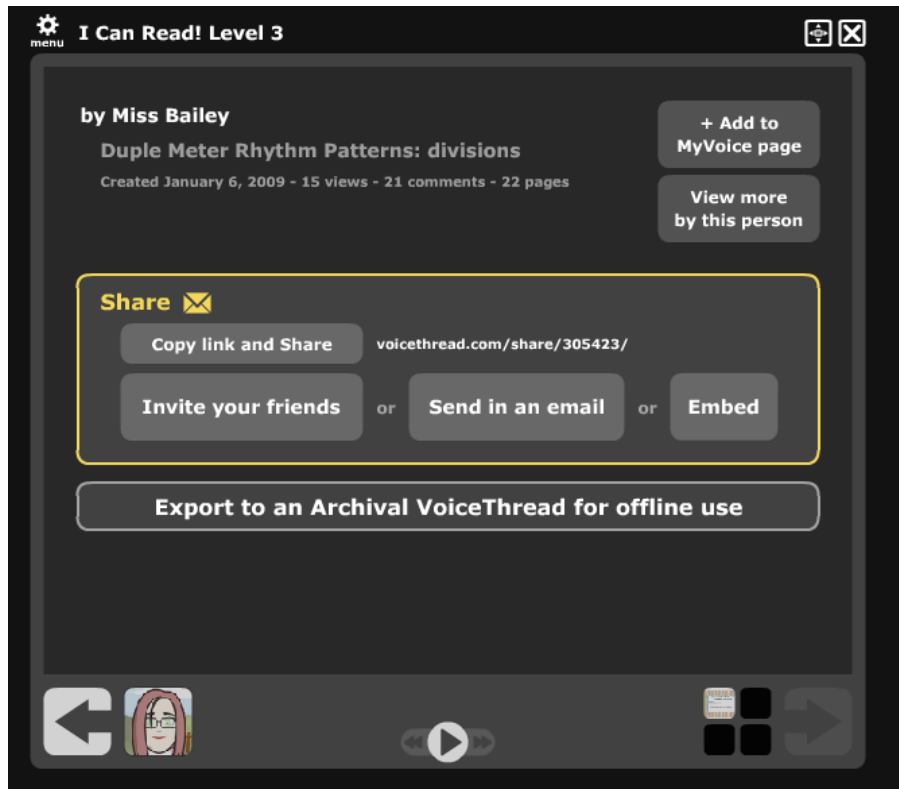 menu
I Can Read! Level 3
by Miss Bailey
Duple Meter Rhythm Patterns: divisions
Created January 6, 2009 - 15 views - 21 comments - 22 pages
+ Add to
MyVoice page
View more
by this person
Share
Copy link and Share
voicethread.com/share/305423/
Invite your friends
or
Send in an email
or
Embed
Export to an Archival VoiceThread for offline use